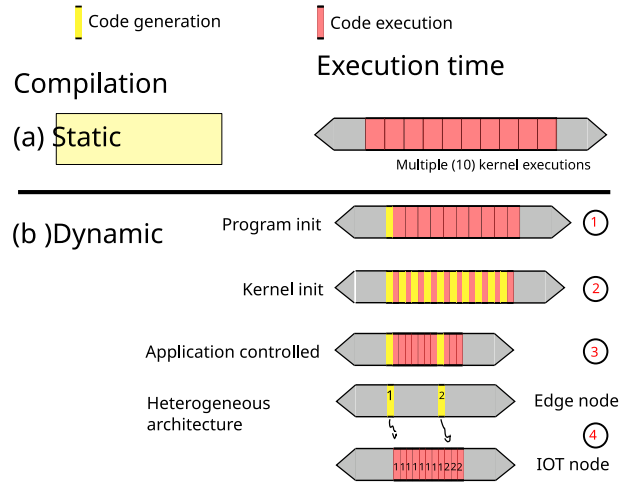 Code generation
Code execution
Compilation
Execution time
(a) Static
Multiple (10) kernel executions
(b )Dynamic
Program init
1
Kernel init
2
Application controlled
3
Heterogeneous
architecture
1
2
Edge node
4
11111111222
IOT node